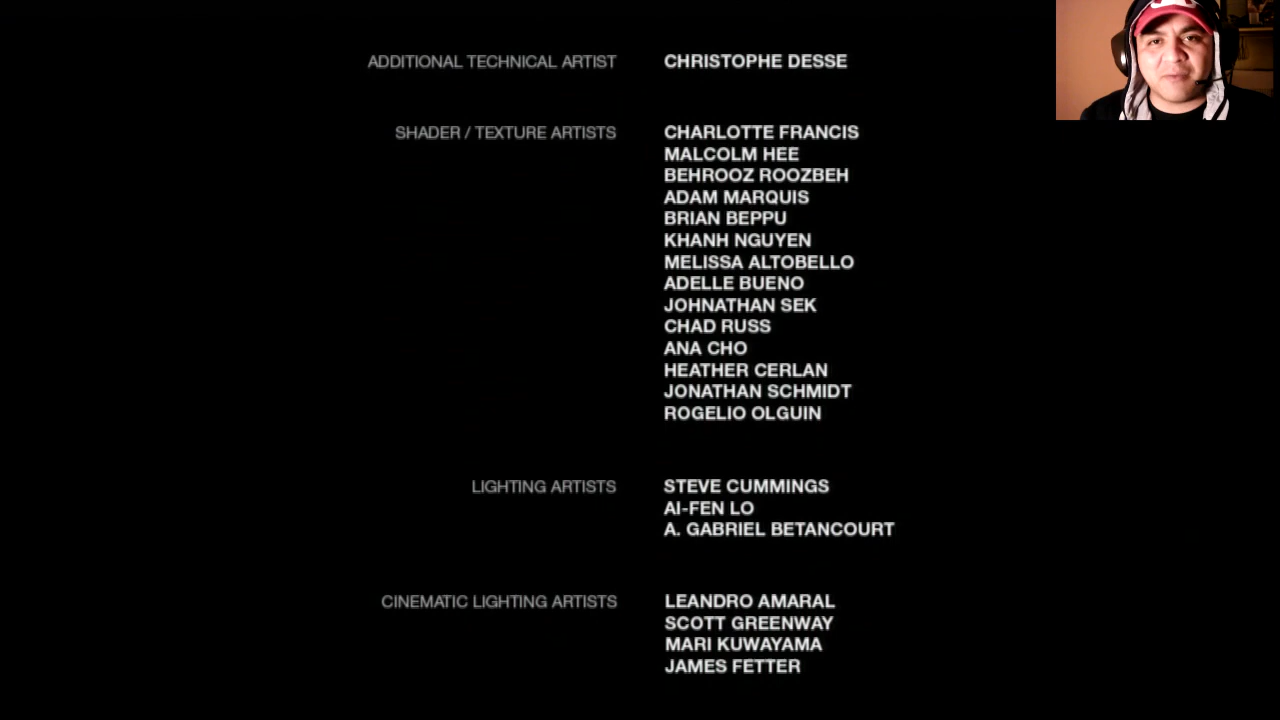 ADDITIONAL TECHNICAL ARTIST CHRISTOPHE DESSE
SHADER / TEXTURE ARTISTS CHARLOTTE FRANCIS
MALCOLM HEE
BEHROOZ ROOZBEH
ADAM MARQUIS
BRIAN BEPPU
KHANH NGUYEN
MELISSA ALTOBELLO
ADELLE BUENO
JOHNATHAN SEK
CHAD RUSS
ANA CHO
HEATHER CERLAN
JONATHAN SCHMIDT
ROGELIO OLGUIN
LIGHTING ARTISTS STEVE CUMMINGS
AI-FEN LO
A. GABRIEL BETANCOURT
CINEMATIC LIGHTING ARTISTS LEANDRO AMARAL
SCOTT GREENWAY
MARI KUWAYAMA
JAMES FETTER